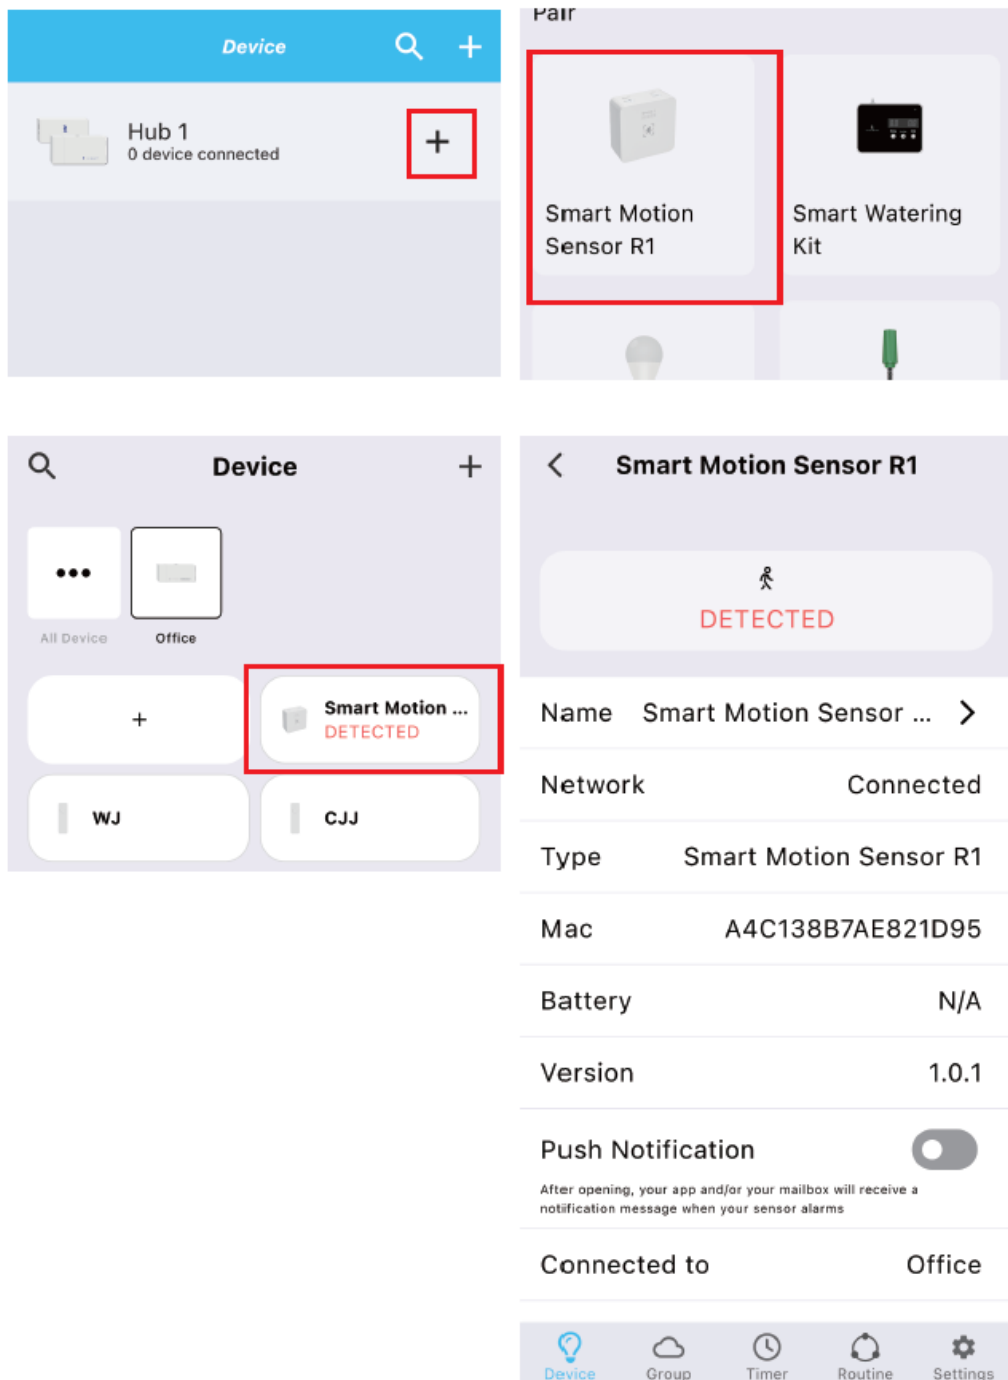 Device
Hub 1
0 device connected
Pair
Smart Motion
Sensor R1
Smart Watering
Kit
Device
All Device
Office
Smart Motion ...
DETECTED
WJ
CJJ
Smart Motion Sensor R1
DETECTED
Name Smart Motion Sensor ...
Network Connected
Type Smart Motion Sensor R1
Mac A4C138B7AE821D95
Battery N/A
Version 1.0.1
Push Notification
After opening, your app and/or your mailbox will receive a
notification message when your sensor alarms
Connected to Office
Device Group Timer Routine Settings